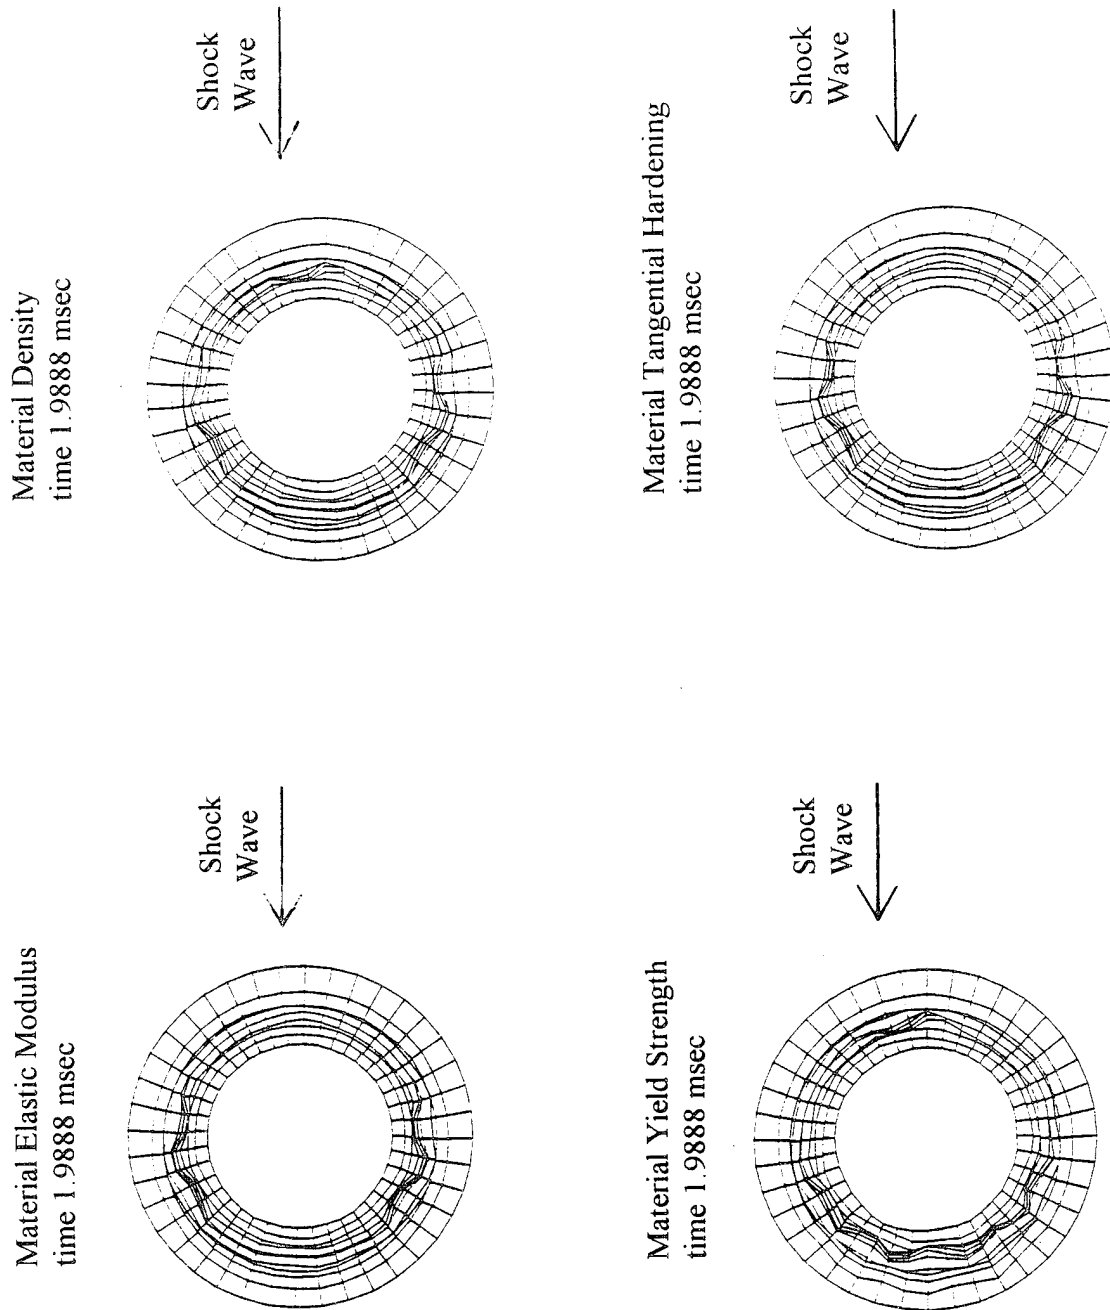 Material Elastic Modulus
time 1.9888 msec
Shock
Wave
Material Density
time 1.9888 msec
Shock
Wave
Material Yield Strength
time 1.9888 msec
Shock
Wave
Material Tangential Hardening
time 1.9888 msec
Shock
Wave